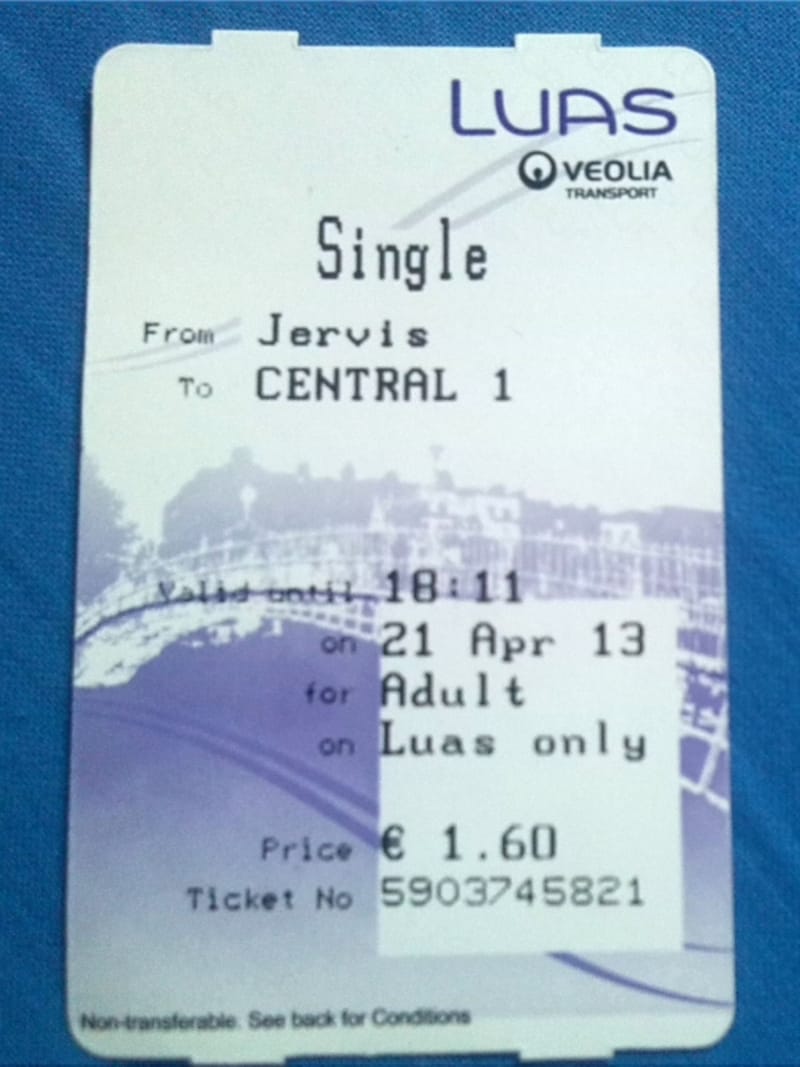 LUAS
VEOLIA
TRANSPORT
Single
From Jervis
To CENTRAL 1
Valid until 18:11
on 21 Apr 13
for Adult
on Luas only
Price € 1.60
Ticket No 5903745821
Non-transferable. See back for Conditions